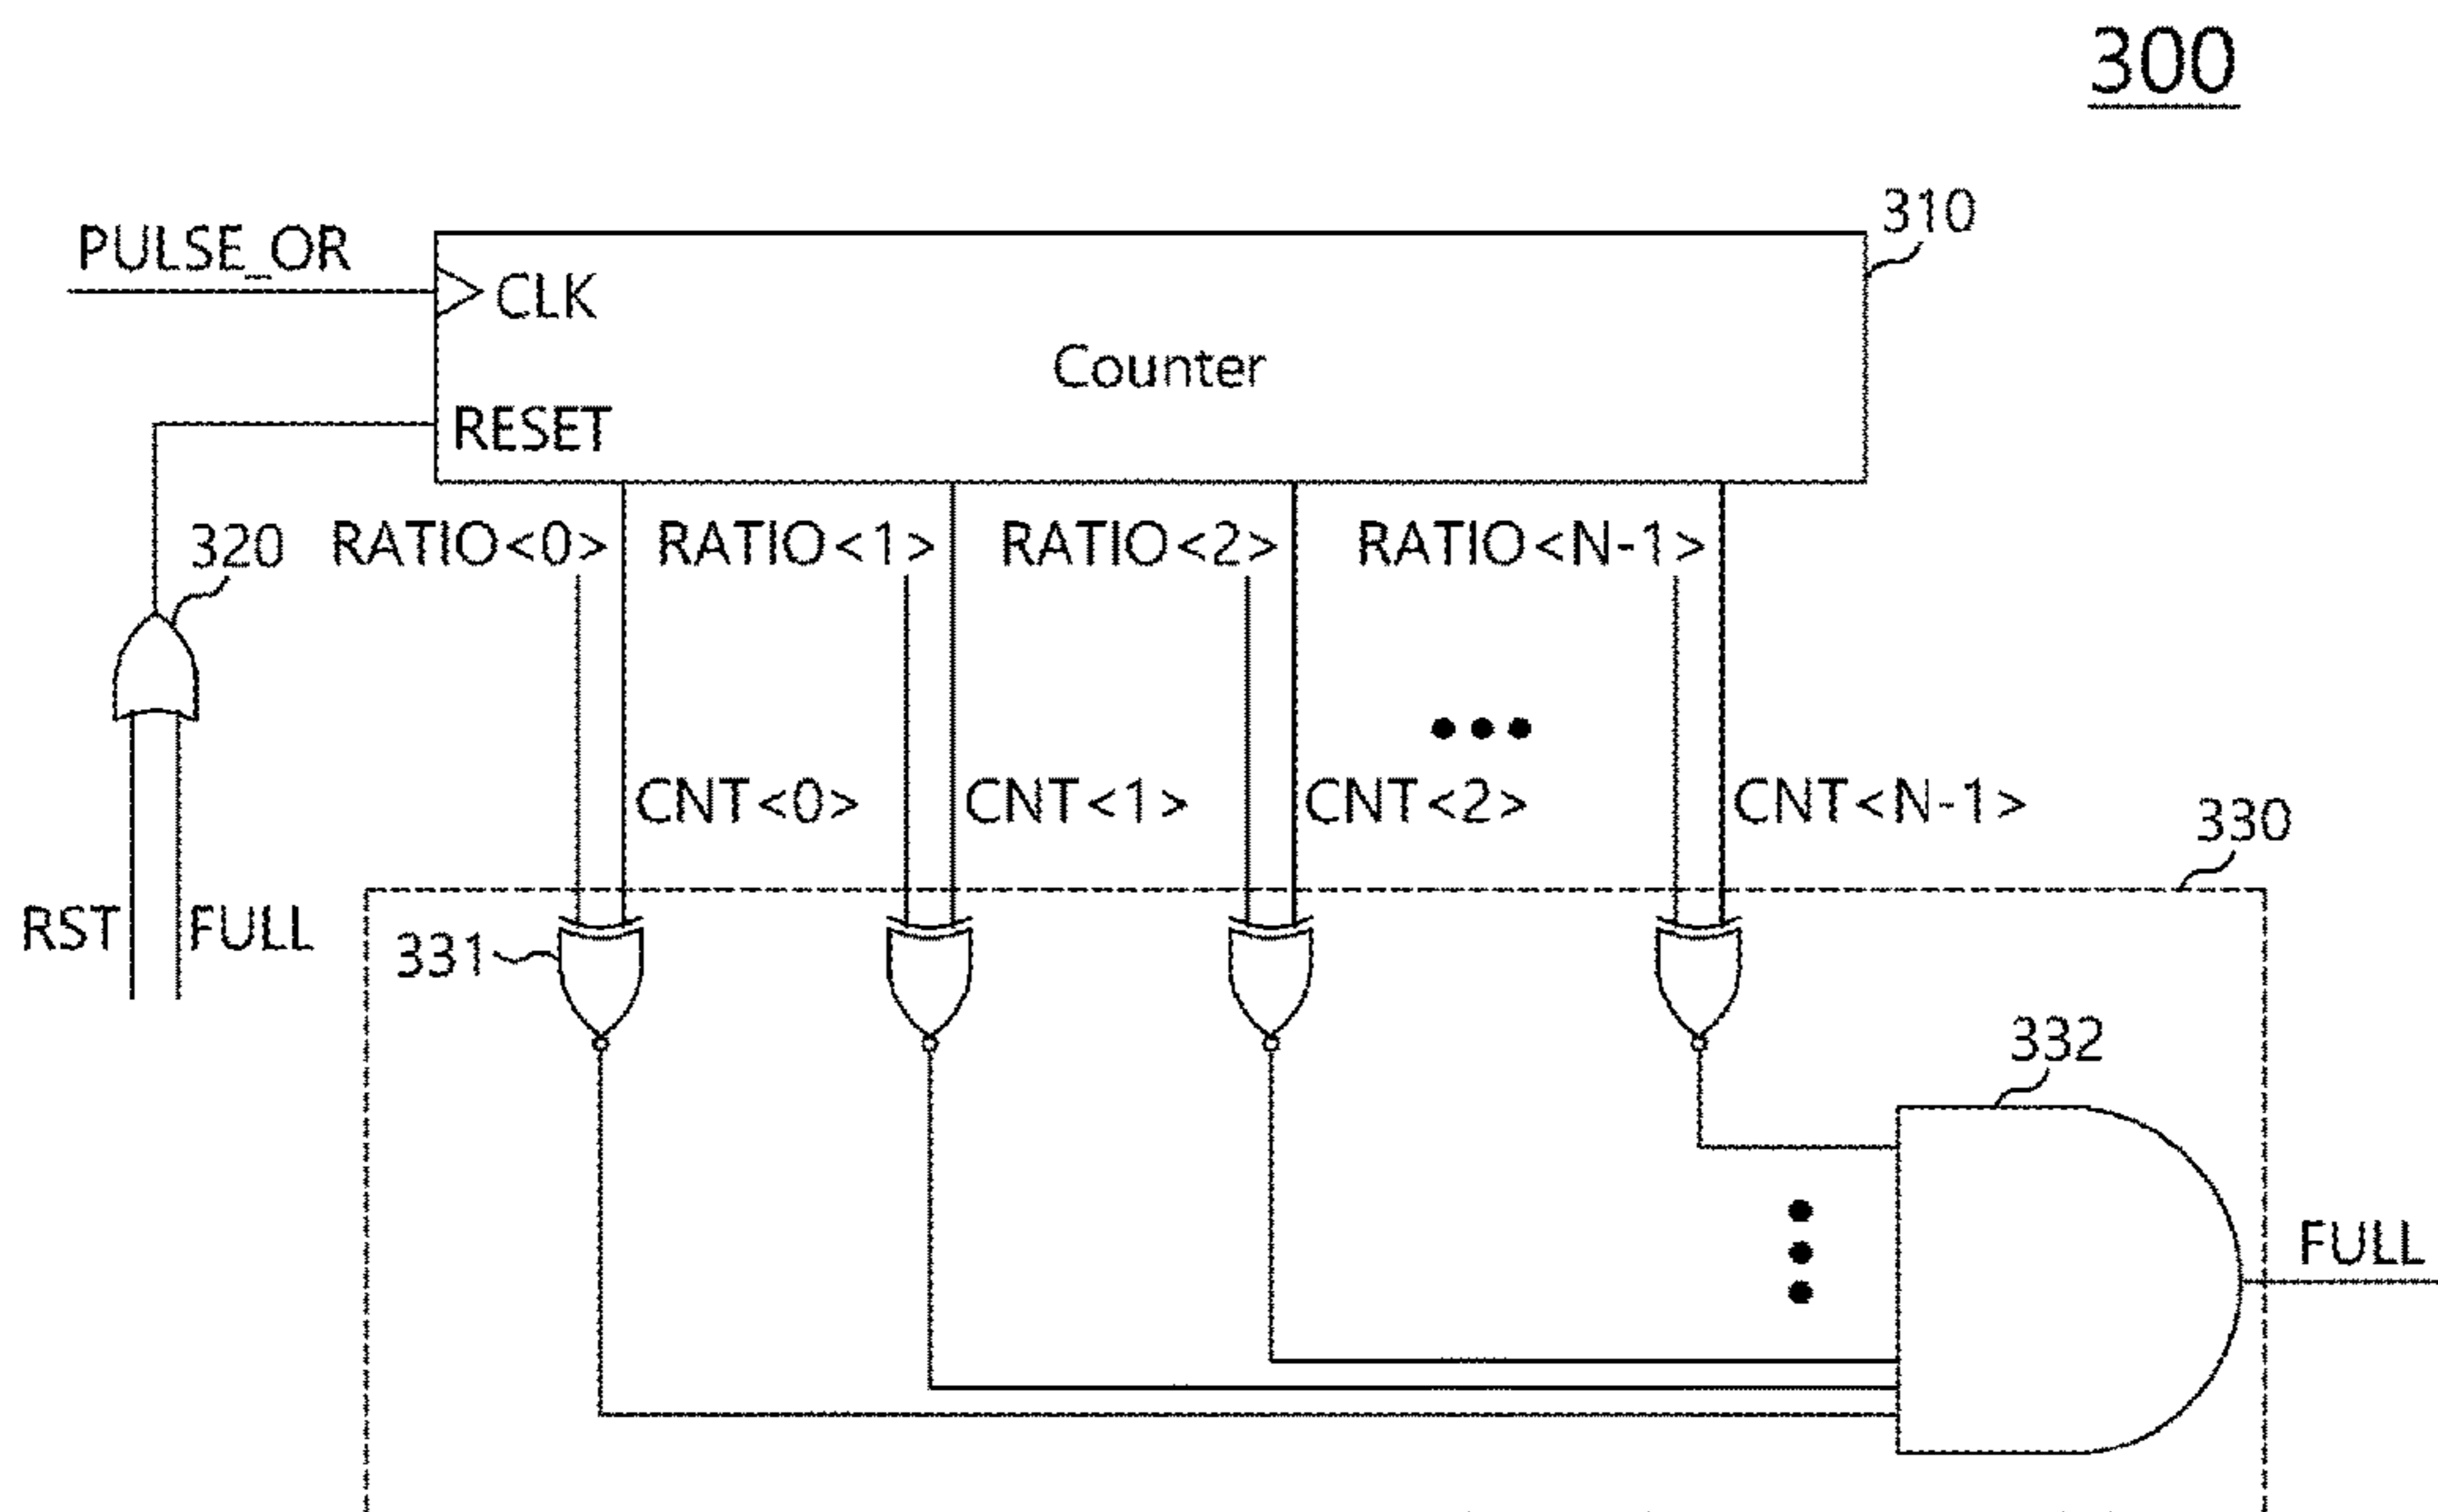 300
310
PULSE_OR
CLK
Counter
RESET
320
RATIO<0>
RATIO<1>
RATIO<2>
RATIO<N-1>
CNT<0>
CNT<1>
CNT<2>
CNT<N-1>
330
RST
FULL
331
332
FULL